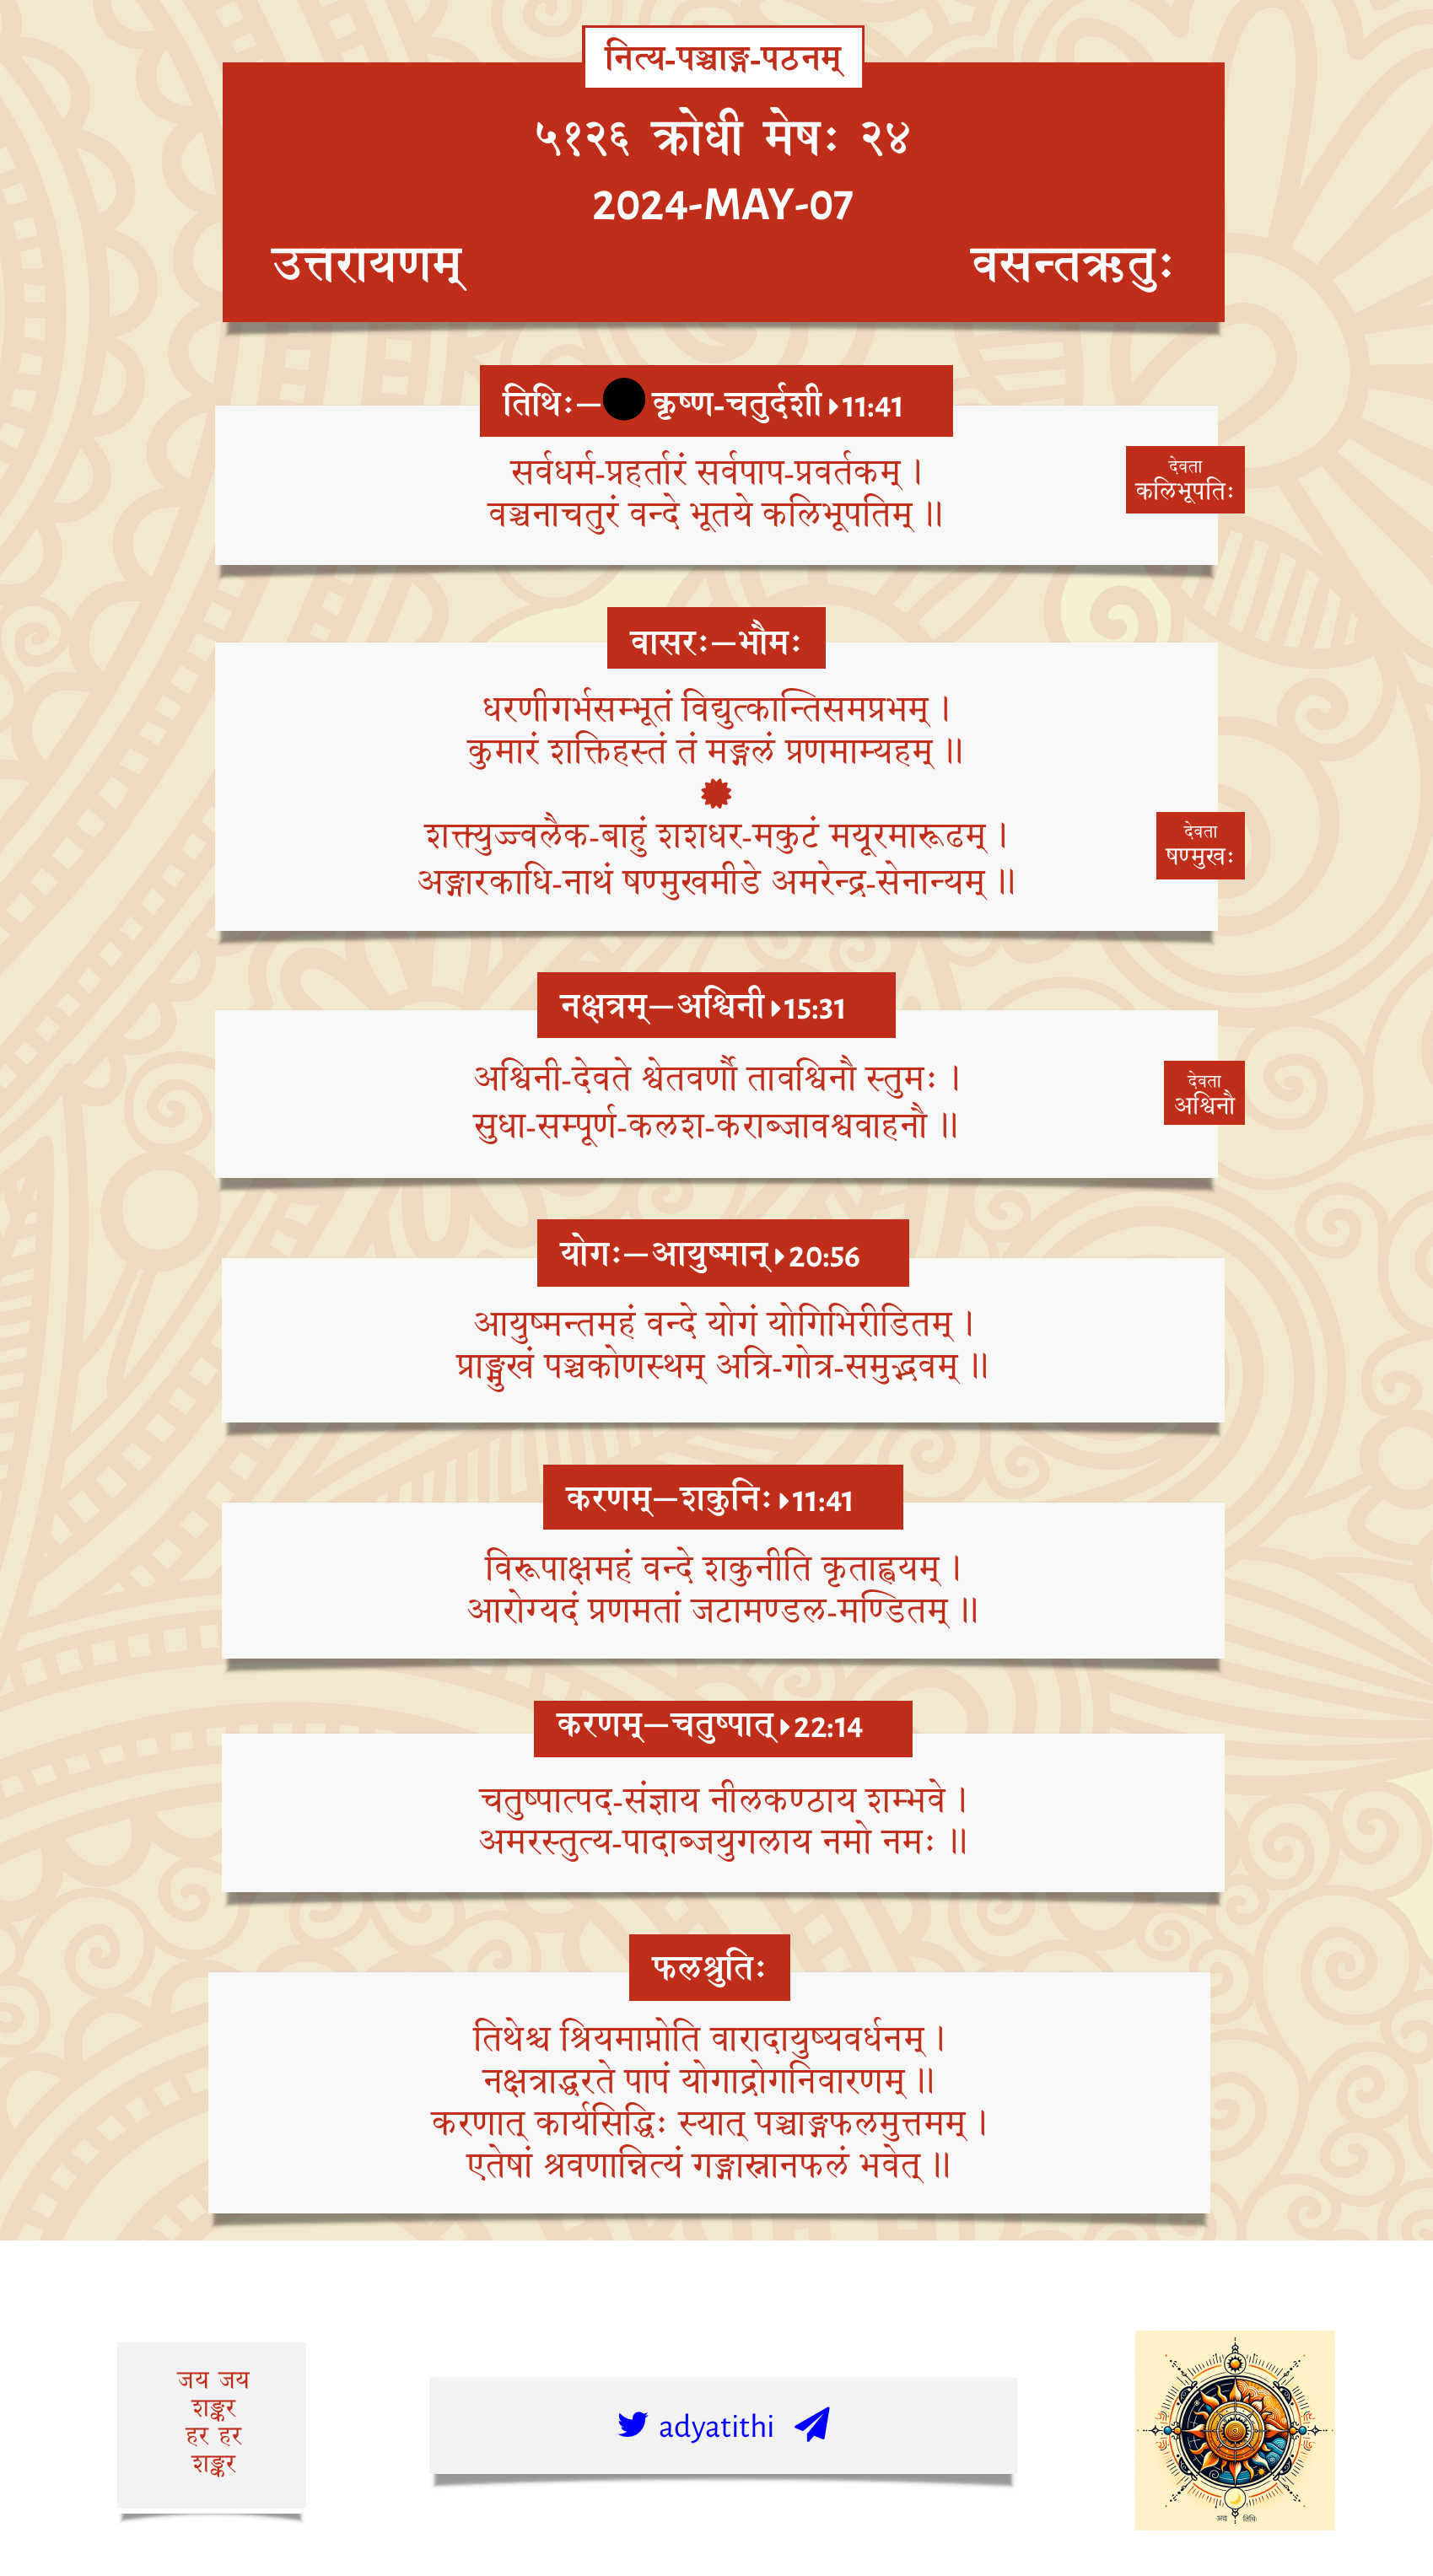 नित्य-पञ्चाङ्ग-पठनम्
५१२६ क्रोधी मेषः २४
2024-MAY-07
उत्तरायणम् वसन्तऋतुः
तिथिः—कृष्ण-चतुर्दशी 11:41
सर्वधर्म-प्रहर्तारं सर्वपाप-प्रवर्तकम् ।
वञ्चनाचतुरं वन्दे भूतये कलिभूपतिम् ॥
देवता
कलिभूपतिः
वासरः—भौमः
धरणीगर्भसम्भूतं विद्युत्कान्तिसमप्रभम् ।
कुमारं शक्तिहस्तं तं मङ्गलं प्रणमाम्यहम् ॥
शक्त्युज्ज्वलैक-बाहुं शशधर-मकुटं मयूरमारूढम् ।
अङ्गारकाधि-नाथं षण्मुखमीडे अमरेन्द्र-सेनान्यम् ॥
देवता
षण्मुखः
नक्षत्रम्—अश्विनी 15:31
अश्विनी-देवते श्वेतवर्णौ तावश्विनौ स्तुमः ।
सुधा-सम्पूर्ण-कलश-कराब्जावश्ववाहनौ ॥
देवता
अश्विनौ
योगः—आयुष्मान् 20:56
आयुष्मन्तमहं वन्दे योगं योगिभिरीडितम् ।
प्राङ्मुखं पञ्चकोणस्थम् अत्रि-गोत्र-समुद्भवम् ॥
करणम्—शकुनिः 11:41
विरूपाक्षमहं वन्दे शकुनीति कृताह्वयम् ।
आरोग्यदं प्रणमतां जटामण्डल-मण्डितम् ॥
करणम्—चतुष्पात् 22:14
चतुष्पात्पद-संज्ञाय नीलकण्ठाय शम्भवे ।
अमरस्तुत्य-पादाब्जयुगलाय नमो नमः ॥
फलश्रुतिः
तिथेश्च श्रियमाप्नोति वारादायुष्यवर्धनम् ।
नक्षत्राद्धरते पापं योगाद्रोगनिवारणम् ॥
करणात् कार्यसिद्धिः स्यात् पञ्चाङ्गफलमुत्तमम् ।
एतेषां श्रवणान्नित्यं गङ्गास्नानफलं भवेत् ॥
जय जय
शङ्कर
हर हर
शङ्कर
adyatithi
अद्य तिथिः